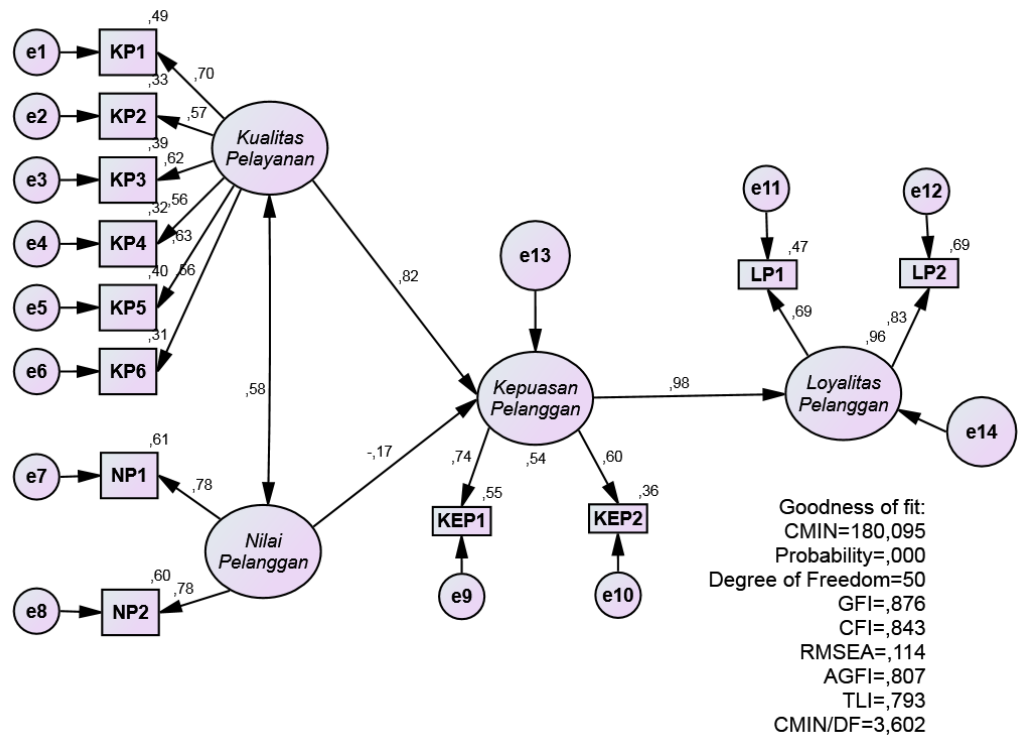 ,49
e1
KP1
,70
,33
e2
KP2
,57
Kualitas
Pelayanan
,39
e3
KP3
,62
,32
,56
e4
KP4
,63
,40
,56
e5
KP5
,31
e6
KP6
,82
,58
e13
e11
e12
,47
LP1
,69
LP2
,69
,83
,96
Loyalitas
Pelanggan
e14
,98
Kepuasan
Pelanggan
-,17
,54
,74
,60
,55
KEP1
,36
KEP2
e9
e10
,61
e7
NP1
,78
Nilai
Pelanggan
,60
,78
e8
NP2
Goodness of fit:
CMIN=180,095
Probability=,000
Degree of Freedom=50
GFI=,876
CFI=,843
RMSEA=,114
AGFI=,807
TLI=,793
CMIN/DF=3,602